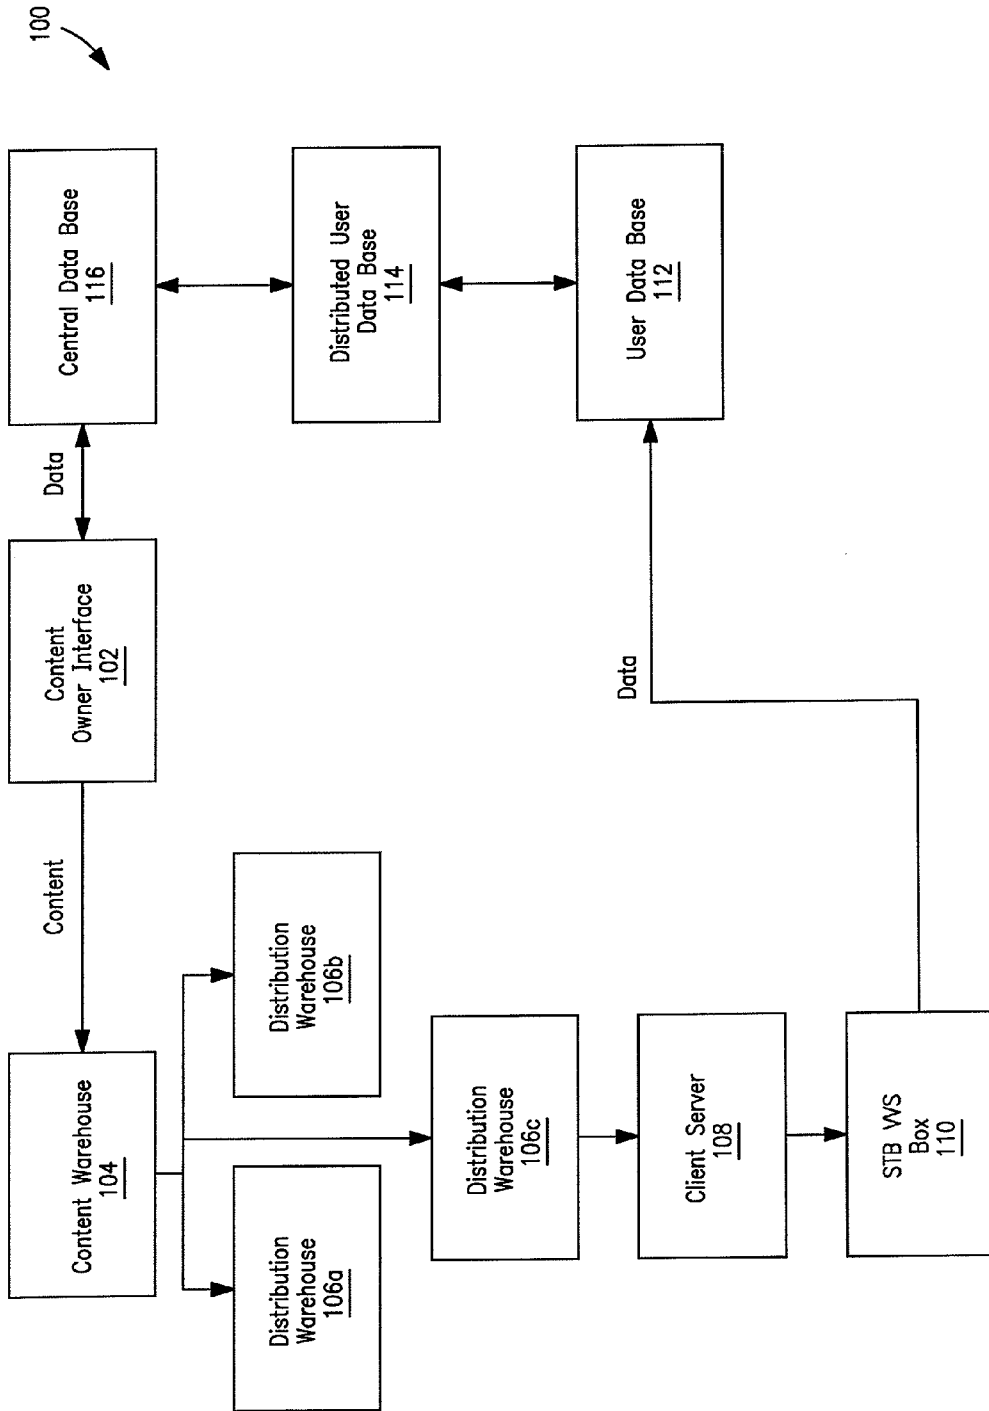 100
Content Warehouse
104
Content
Content
Owner Interface
102
Data
Central Data Base
116
Distribution
Warehouse
106a
Distribution
Warehouse
106b
Distributed User
Data Base
114
Distribution
Warehouse
106c
Client Server
108
User Data Base
112
Data
STB VVS
Box
110